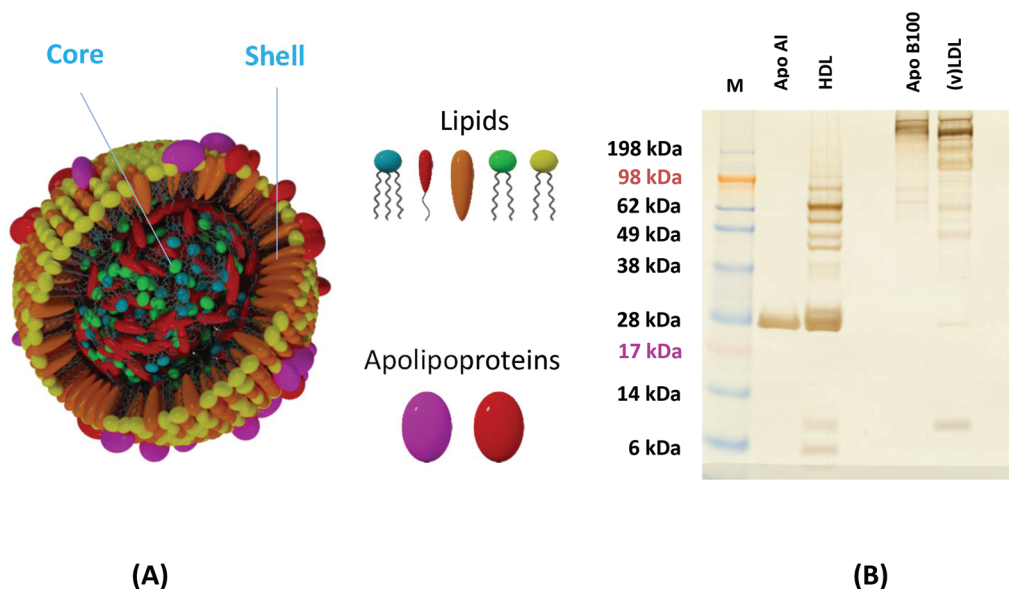 Core
Shell
Lipids
Apolipoproteins
(A)
M
Apo AI
HDL
Apo B100
(v)LDL
198 kDa
98 kDa
62 kDa
49 kDa
38 kDa
28 kDa
17 kDa
14 kDa
6 kDa
(B)